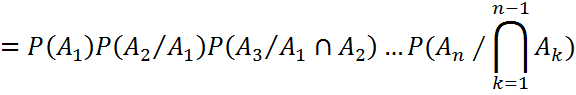 = P(A₁)P(A₂/A₁)P(A₃/A₁ ∩ A₂) … P(Aₙ / ⋂ₖ₌₁ⁿ⁻¹ Aₖ)